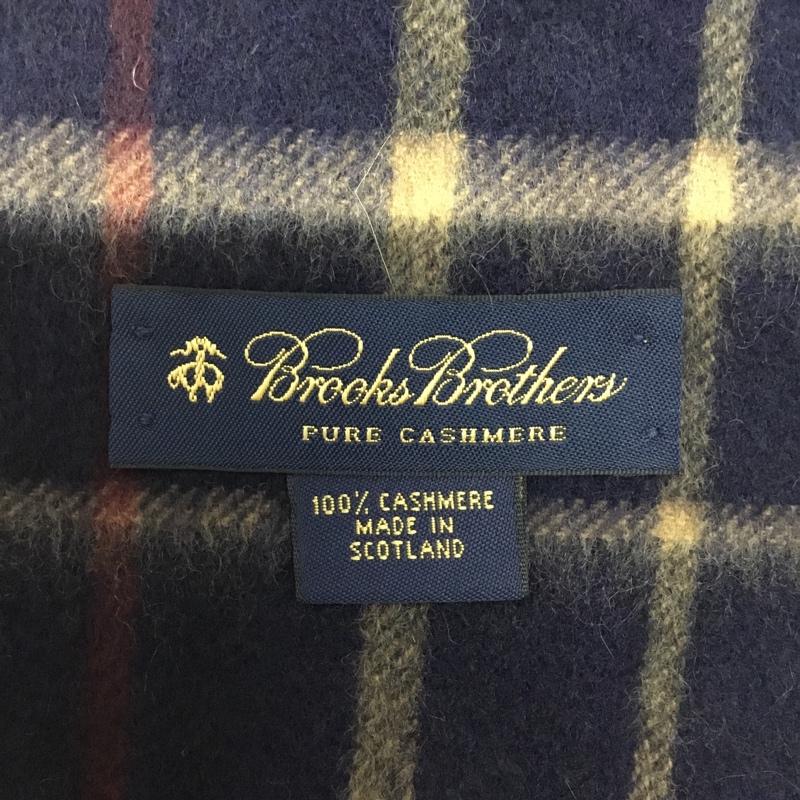 Brooks Brothers
PURE CASHMERE
100% CASHMERE
MADE IN
SCOTLAND